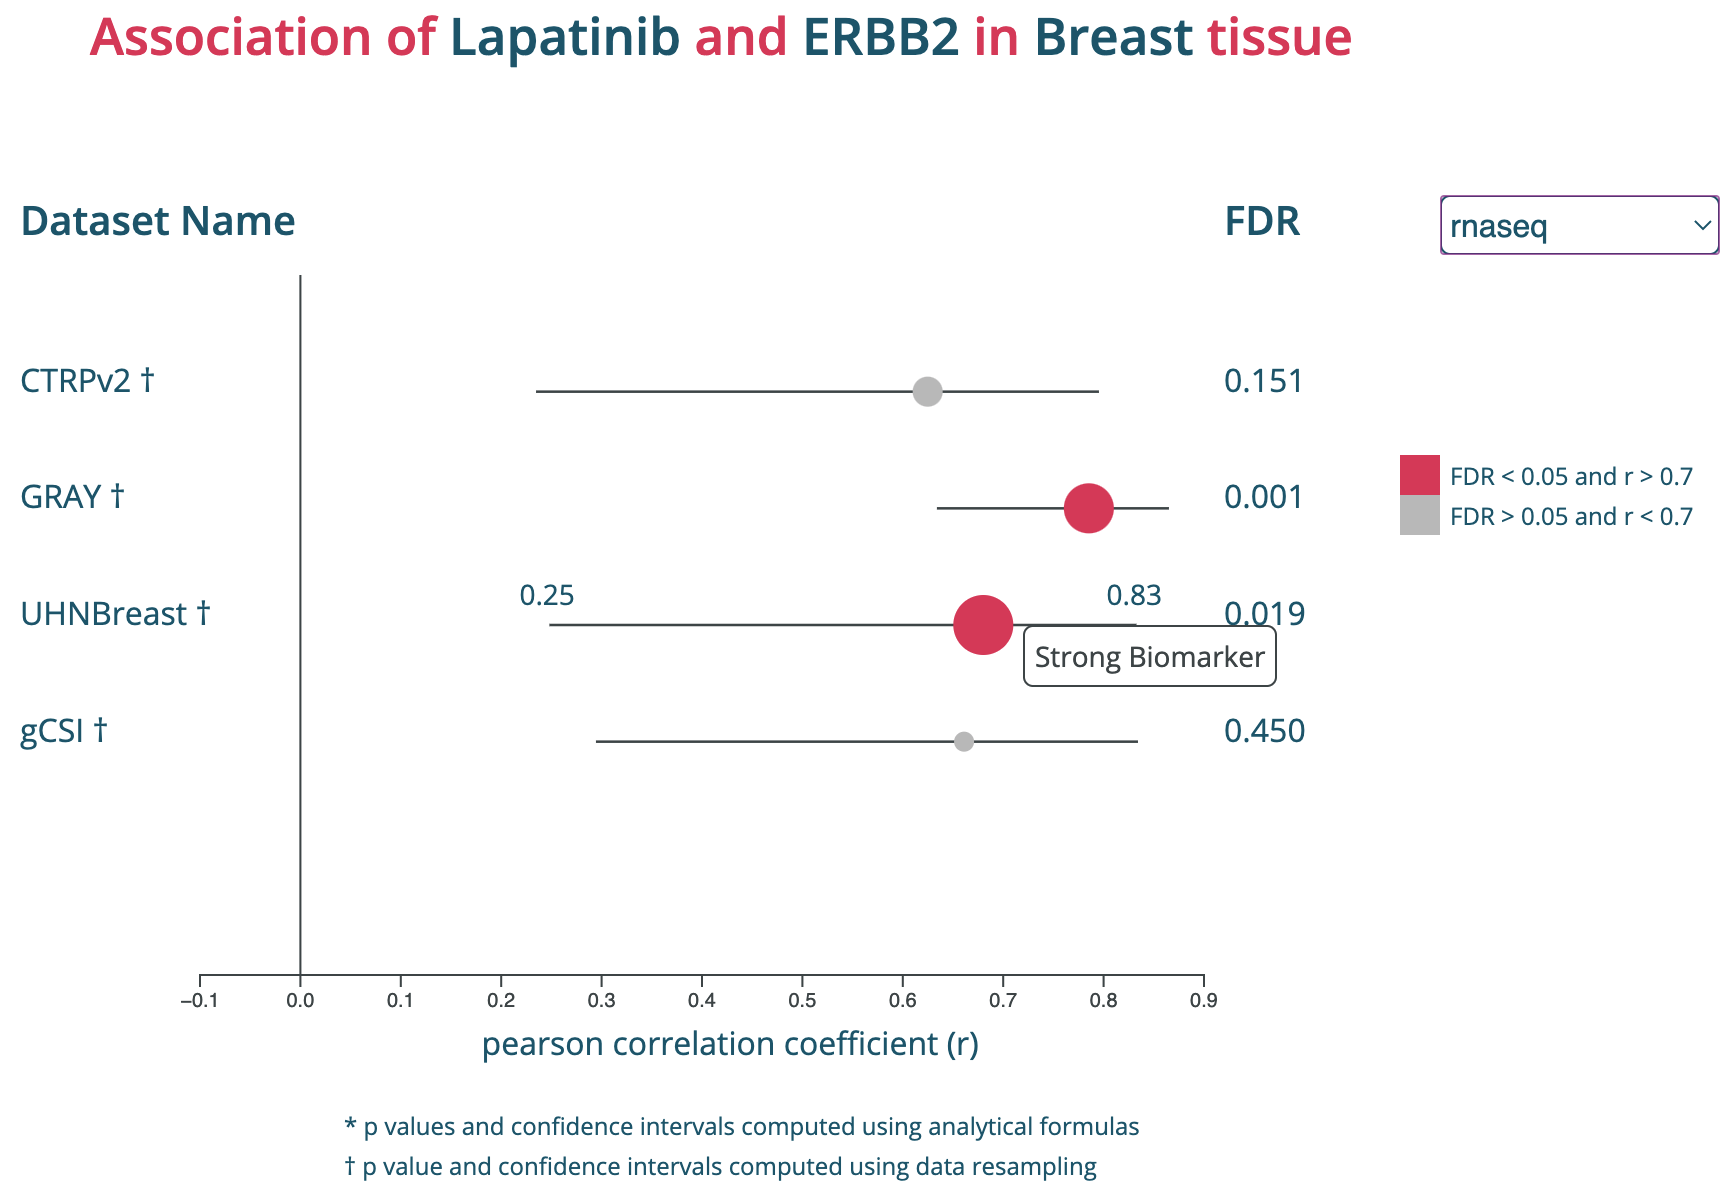 Association of Lapatinib and ERBB2 in Breast tissue
Dataset Name
FDR
rnaseq
CTRPv2 †
0.151
GRAY †
0.001
FDR < 0.05 and r > 0.7
FDR > 0.05 and r < 0.7
0.25
0.83
UHNBreast †
0.019
Strong Biomarker
gCSI †
0.450
−0.1 0.0 0.1 0.2 0.3 0.4 0.5 0.6 0.7 0.8 0.9
pearson correlation coefficient (r)
* p values and confidence intervals computed using analytical formulas
† p value and confidence intervals computed using data resampling